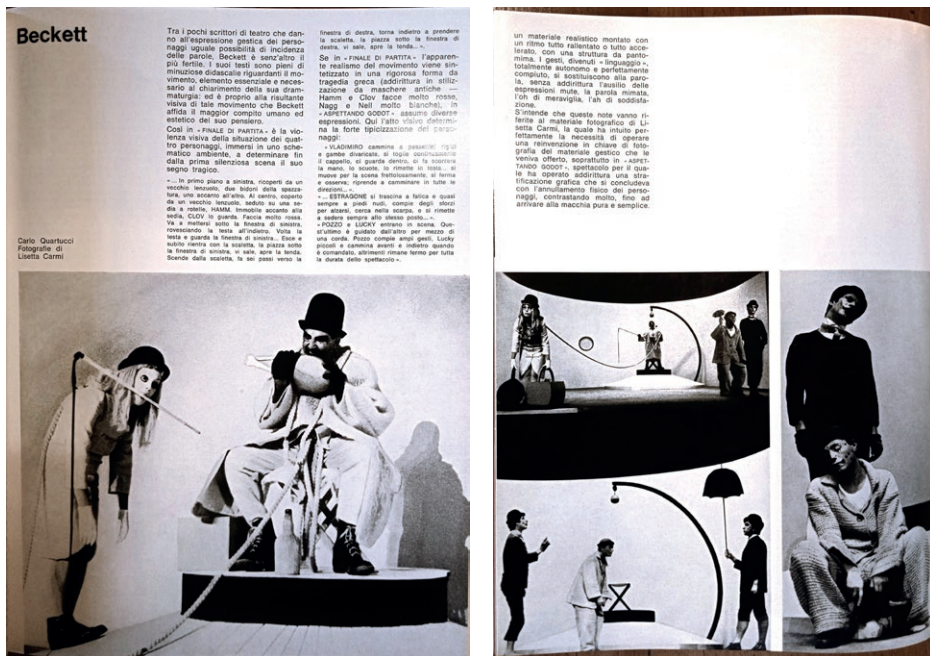 Beckett
Carlo Quartucci
Fotografie di
Lisetta Carmi
Tra i pochi scrittori di teatro che dan-
no all'espressione gestica dei perso-
naggi uguale possibilità di incidenza
delle parole, Beckett è senz'altro il
più fertile. I suoi testi sono pieni di
minuziose didascalie riguardanti il mo-
vimento, elemento essenziale e neces-
sario al chiarimento della sua dram-
maturgia: ed è proprio alla risultante
visiva di tale movimento che Beckett
affida il maggior compito umano ed
estetico del suo pensiero.
Così in « FINALE DI PARTITA » è la vio-
lenza visiva della situazione dei quat-
tro personaggi, immersi in uno sche-
matico ambiente, a determinare fin
dalla prima silenziosa scena il suo
segno tragico.
« ... In primo piano a sinistra, ricoperti da un
vecchio lenzuolo, due bidoni della spazza-
tura, uno accanto all'altro. Al centro, coperto
da un vecchio lenzuolo, seduto su una se-
dia a rotelle, HAMM. Immobile accanto alla
sedia, CLOV lo guarda. Faccia molto rossa.
Va a mettersi sotto la finestra di sinistra,
rovesciando la testa all'indietro. Volta la
testa e guarda la finestra di sinistra... Esce e
subito rientra con la scaletta, la piazza sotto
la finestra di sinistra, vi sale, apre la tenda.
Scende dalla scaletta, fa sei passi verso la
finestra di destra, torna indietro a prendere
la scaletta, la piazza sotto la finestra di
destra, vi sale, apre la tenda... ».
Se in « FINALE DI PARTITA » l'apparen-
te realismo del movimento viene sin-
tetizzato in una rigorosa forma da
tragedia greca (addirittura in stiliz-
zazione da maschere antiche —
Hamm e Clov facce molto rosse,
Nagg e Nell molto bianche), in
« ASPETTANDO GODOT » assume diverse
espressioni. Qui l'atto visivo determi-
na la forte tipicizzazione dei perso-
naggi:
« VLADIMIRO cammina a passettini rigidi
e gambe divaricate, si toglie continuamente
il cappello, ci guarda dentro, ci fa scorrere
la mano, lo scuote, lo rimette in testa... si
muove per la scena frettolosamente, si ferma
e osserva; riprende a camminare in tutte le
direzioni... ».
« ... ESTRAGONE si trascina a fatica e quasi
sempre a piedi nudi, compie degli sforzi
per alzarsi, cerca nella scarpa, e si rimette
a sedere sempre allo stesso posto... ».
« POZZO e LUCKY entrano in scena. Que-
st'ultimo è guidato dall'altro per mezzo di
una corda. Pozzo compie ampi gesti, Lucky
piccoli e cammina avanti e indietro quando
è comandato, altrimenti rimane fermo per tutta
la durata dello spettacolo ».
un materiale realistico montato con
un ritmo tutto rallentato o tutto acce-
lerato, con una struttura da panto-
mima. I gesti, divenuti « linguaggio »,
totalmente autonomo e perfettamente
compiuto, si sostituiscono alla paro-
la, senza addirittura l'ausilio delle
espressioni mute, la parola mimata,
l'oh di meraviglia, l'ah di soddisfa-
zione.
S'intende che queste note vanno ri-
ferite al materiale fotografico di Li-
setta Carmi, la quale ha intuito per-
fettamente la necessità di operare
una reinvenzione in chiave di foto-
grafia del materiale gestico che le
veniva offerto, soprattutto in « ASPET-
TANDO GODOT », spettacolo per il qua-
le ha operato addirittura una stra-
tificazione grafica che si concludeva
con l'annullamento fisico dei perso-
naggi, contrastando molto, fino ad
arrivare alla macchia pura e semplice.